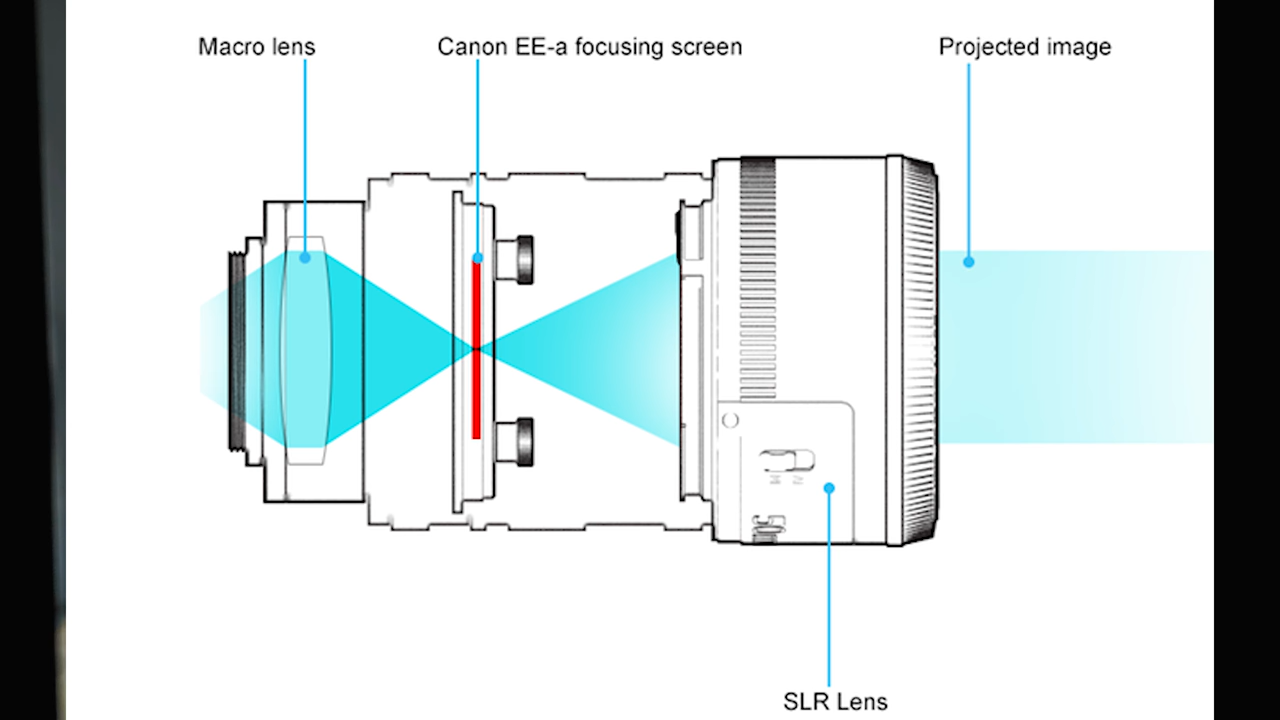 Macro lens
Canon EE-a focusing screen
Projected image
SLR Lens